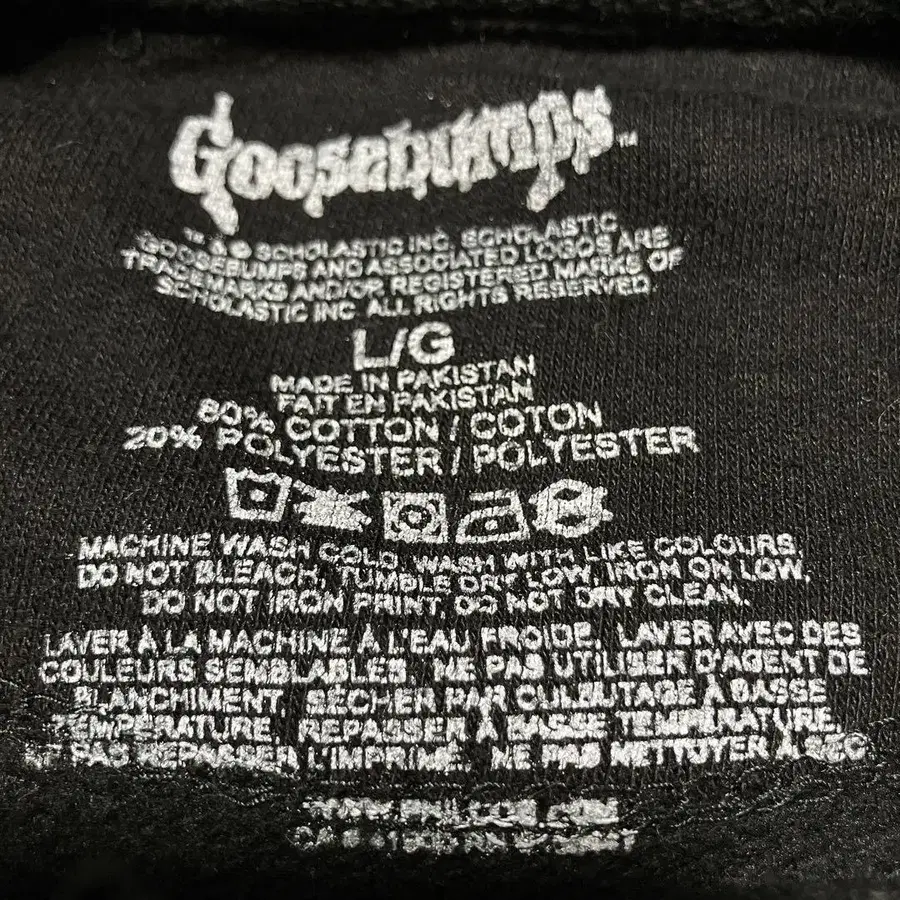 Goosebumps™
™ & © SCHOLASTIC INC. SCHOLASTIC
GOOSEBUMPS AND ASSOCIATED LOGOS ARE
TRADEMARKS AND/OR REGISTERED MARKS OF
SCHOLASTIC INC. ALL RIGHTS RESERVED.
L/G
MADE IN PAKISTAN
FAIT EN PAKISTAN
80% COTTON / COTON
20% POLYESTER / POLYESTER
MACHINE WASH COLD, WASH WITH LIKE COLOURS,
DO NOT BLEACH, TUMBLE DRY LOW, IRON ON LOW,
DO NOT IRON PRINT, DO NOT DRY CLEAN.
LAVER À LA MACHINE À L'EAU FROIDE, LAVER AVEC DES
COULEURS SEMBLABLES, NE PAS UTILISER D'AGENT DE
BLANCHIMENT, SÉCHER PAR CULBUTAGE À BASSE
TEMPÉRATURE, REPASSER À BASSE TEMPÉRATURE,
NE PAS REPASSER L'IMPRIMÉ, NE PAS NETTOYER À SEC